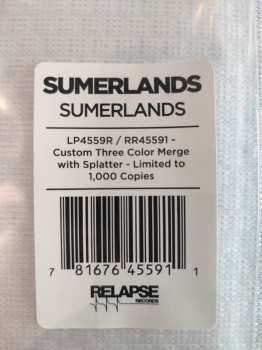 SUMERLANDS
SUMERLANDS
LP4559R / RR45591 -
Custom Three Color Merge
with Splatter - Limited to
1,000 Copies
7 81676 45591 1
RELAPSE
RECORDS